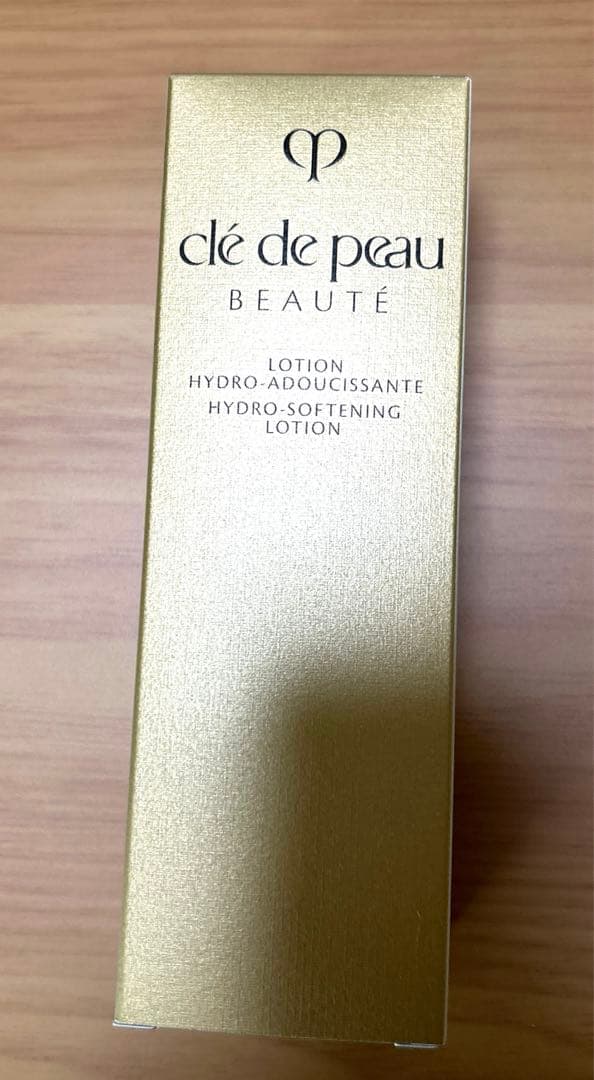 clé de peau
BEAUTÉ
LOTION
HYDRO-ADOUCISSANTE
HYDRO-SOFTENING
LOTION